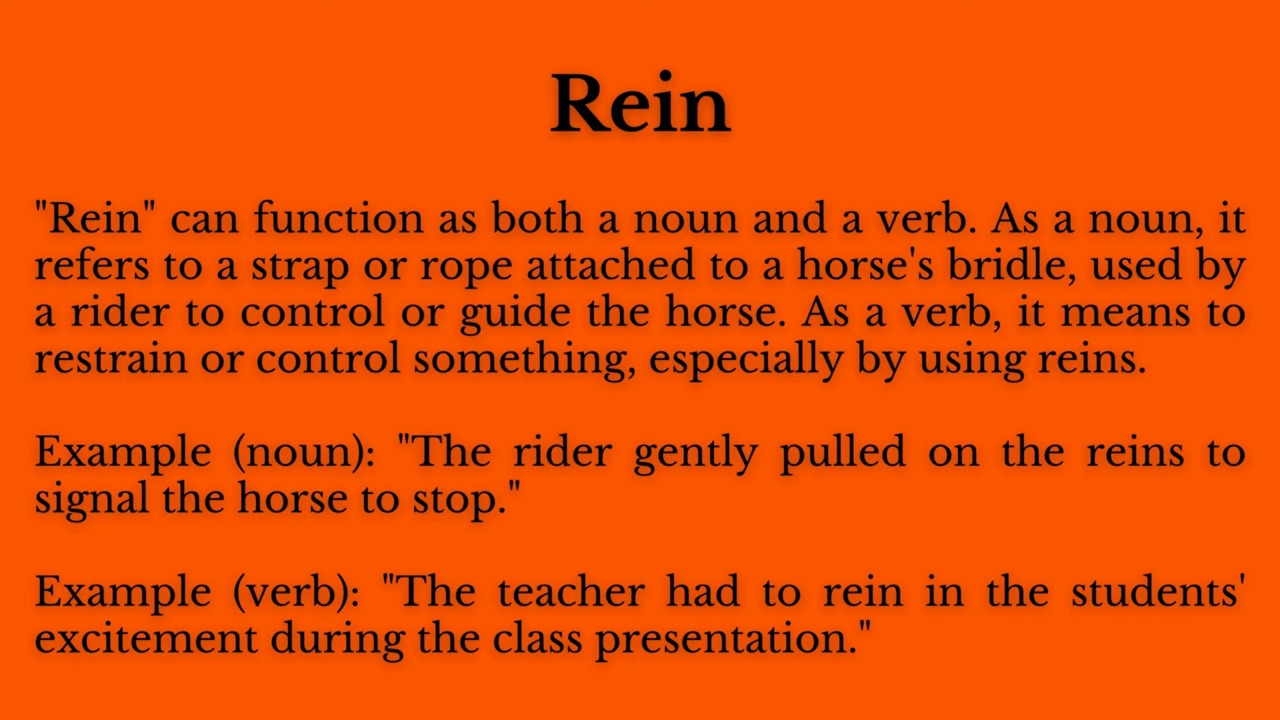 Rein
"Rein" can function as both a noun and a verb. As a noun, it
refers to a strap or rope attached to a horse's bridle, used by
a rider to control or guide the horse. As a verb, it means to
restrain or control something, especially by using reins.
Example (noun): "The rider gently pulled on the reins to
signal the horse to stop."
Example (verb): "The teacher had to rein in the students'
excitement during the class presentation."